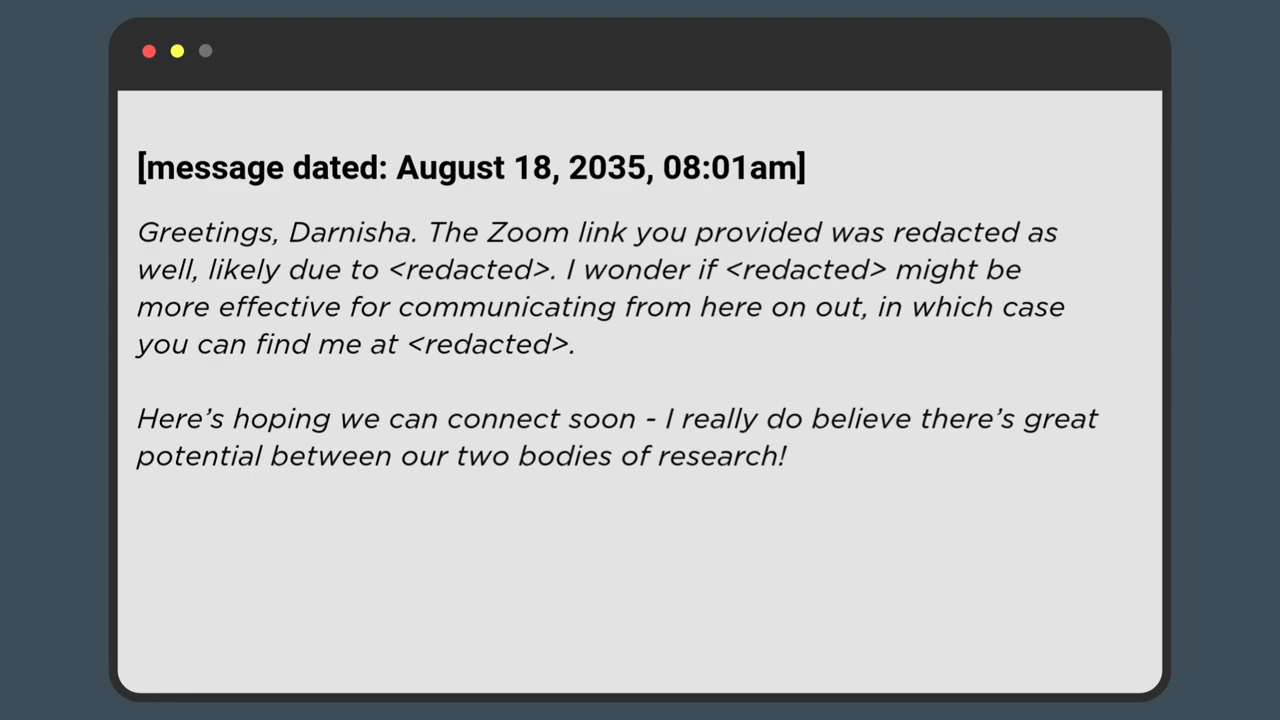 [message dated: August 18, 2035, 08:01am]
Greetings, Darnisha. The Zoom link you provided was redacted as
well, likely due to <redacted>. I wonder if <redacted> might be
more effective for communicating from here on out, in which case
you can find me at <redacted>.
Here’s hoping we can connect soon - I really do believe there’s great
potential between our two bodies of research!